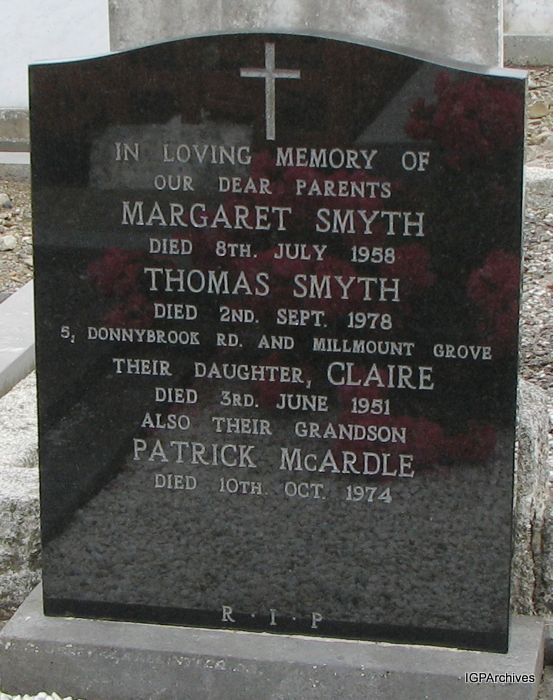 IN LOVING MEMORY OF
OUR DEAR PARENTS
MARGARET SMYTH
DIED 8TH. JULY 1958
THOMAS SMYTH
DIED 2ND. SEPT. 1978
5, DONNYBROOK RD. AND MILLMOUNT GROVE
THEIR DAUGHTER, CLAIRE
DIED 3RD. JUNE 1951
ALSO THEIR GRANDSON
PATRICK McARDLE
DIED 10TH. OCT. 1974
R · I · P
IGPArchives